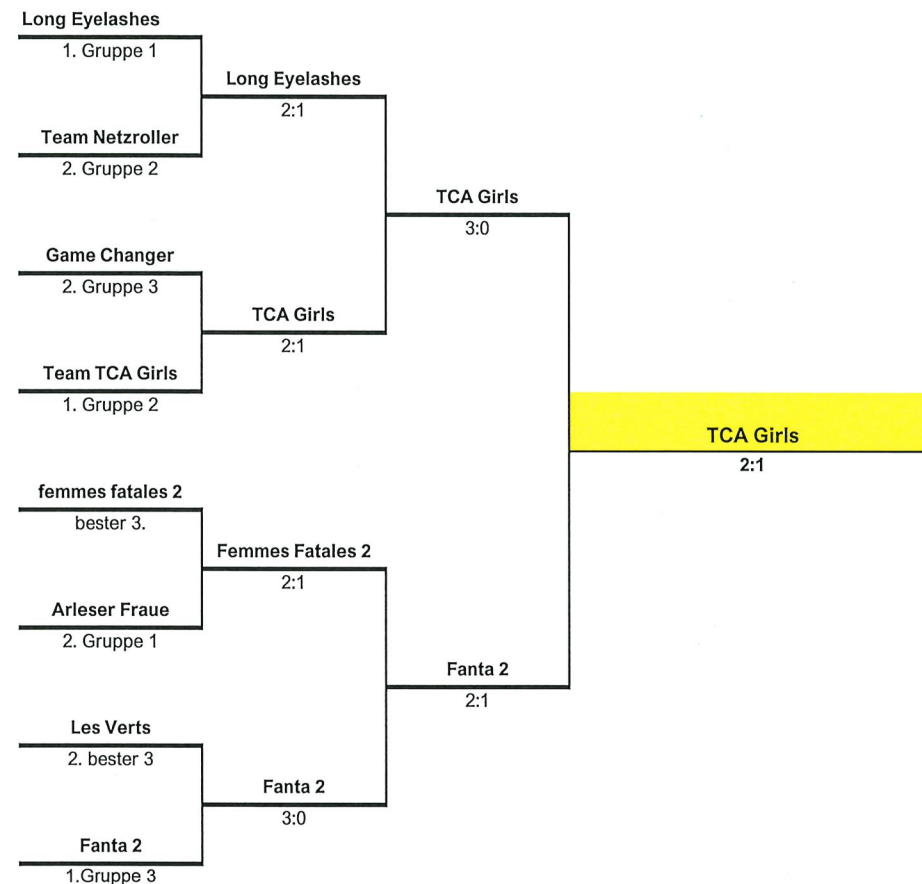 Long Eyelashes
1. Gruppe 1
Long Eyelashes
2:1
Team Netzroller
2. Gruppe 2
TCA Girls
3:0
Game Changer
2. Gruppe 3
TCA Girls
2:1
Team TCA Girls
1. Gruppe 2
TCA Girls
2:1
femmes fatales 2
bester 3.
Femmes Fatales 2
2:1
Arleser Fraue
2. Gruppe 1
Fanta 2
2:1
Les Verts
2. bester 3
Fanta 2
3:0
Fanta 2
1.Gruppe 3